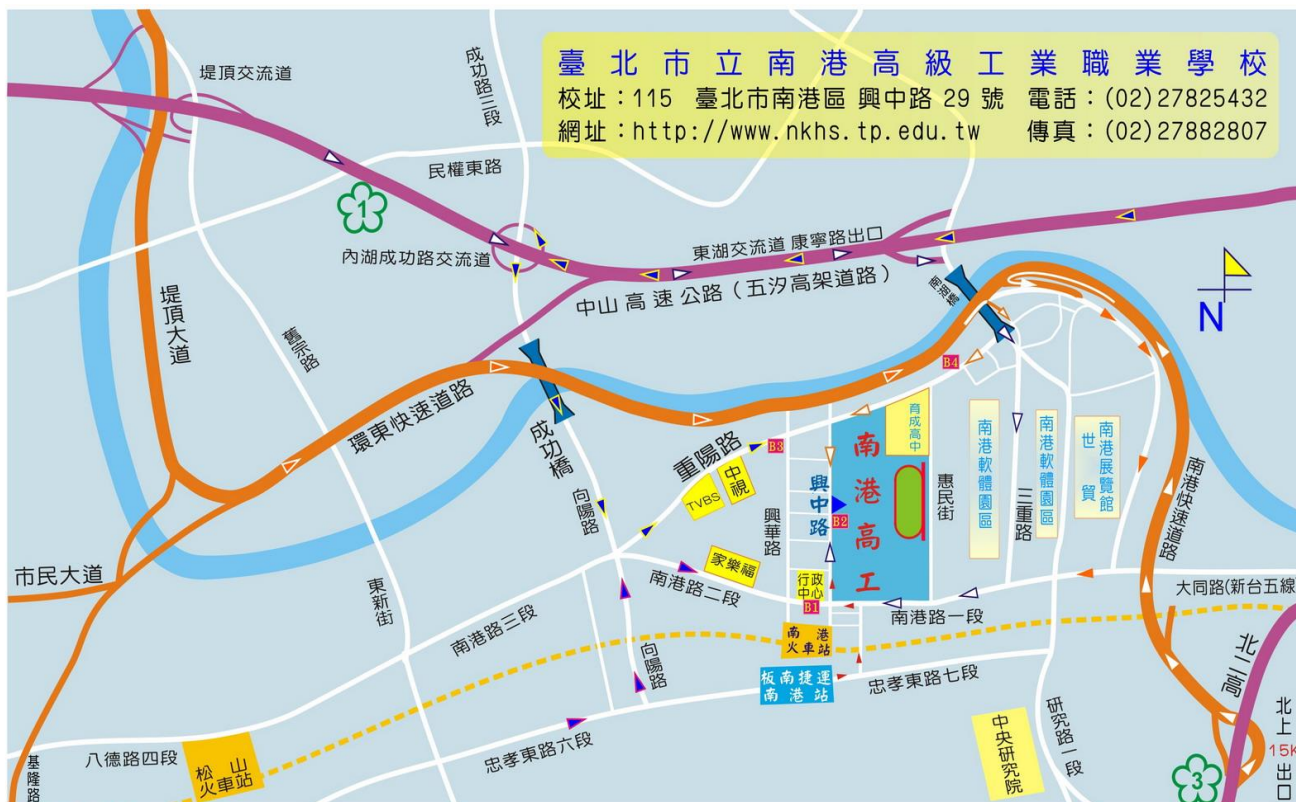 臺北市立南港高級工業職業學校
校址：115 臺北市南港區 興中路 29 號 電話：(02)27825432
網址：http://www.nkhs.tp.edu.tw 傳真：(02)27882807
堤頂交流道
成功路三段
民權東路
1
內湖成功路交流道
東湖交流道 康寧路出口
中山高速公路（五汐高架道路）
南湖橋
N
堤頂大道
舊宗路
環東快速道路
成功橋
B4
重陽路
B3
中視
TVBS
育成高中
南港高工
興中路
B2
興華路
惠民街
南港軟體園區
三重路
南港軟體園區
南港展覽館
世貿
南港快速道路
向陽路
家樂福
行政
中心
B1
市民大道
東新街
南港路三段
南港路二段
南港路一段
大同路(新台五線)
南港
火車站
板南捷運
南港站
向陽路
忠孝東路七段
忠孝東路六段
八德路四段
松山
火車站
基隆路
中央研究院
研究路一段
北二高
3
北上
15K
出口